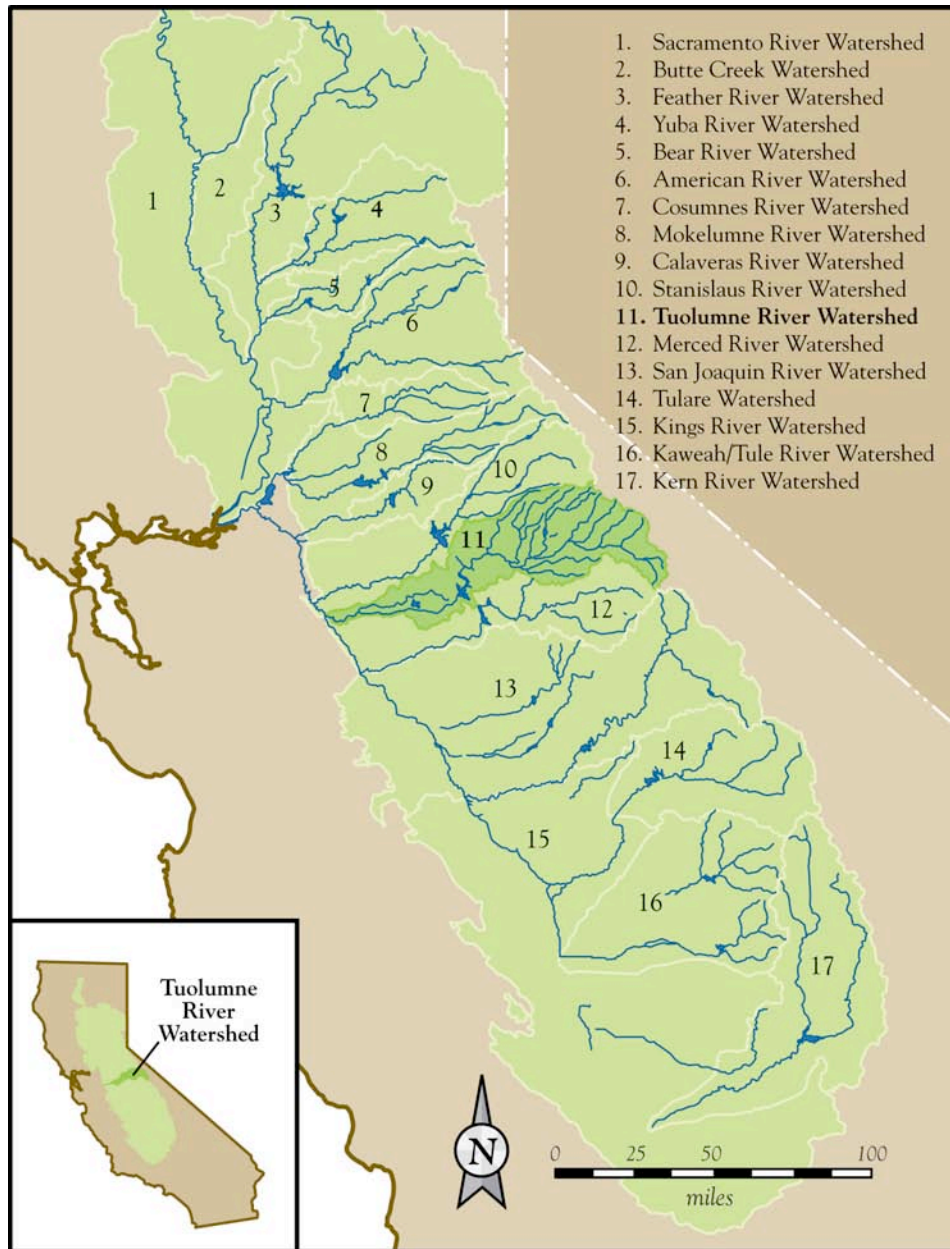 1. Sacramento River Watershed
2. Butte Creek Watershed
3. Feather River Watershed
4. Yuba River Watershed
5. Bear River Watershed
6. American River Watershed
7. Cosumnes River Watershed
8. Mokelumne River Watershed
9. Calaveras River Watershed
10. Stanislaus River Watershed
11. Tuolumne River Watershed
12. Merced River Watershed
13. San Joaquin River Watershed
14. Tulare Watershed
15. Kings River Watershed
16. Kaweah/Tule River Watershed
17. Kern River Watershed
1
2
3
4
5
6
7
8
9
10
11
12
13
14
15
16
17
Tuolumne
River
Watershed
N
0 25 50 100
miles